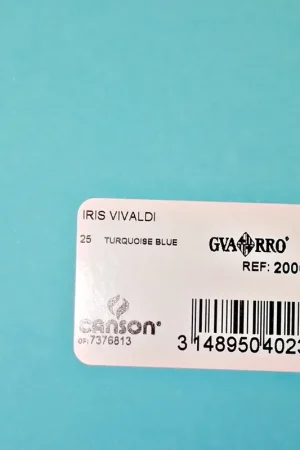 IRIS VIVALDI
25 TURQUOISE BLUE
GVARRO®
REF: 200
CANSON®
OF: 7376813
3 148950 4023